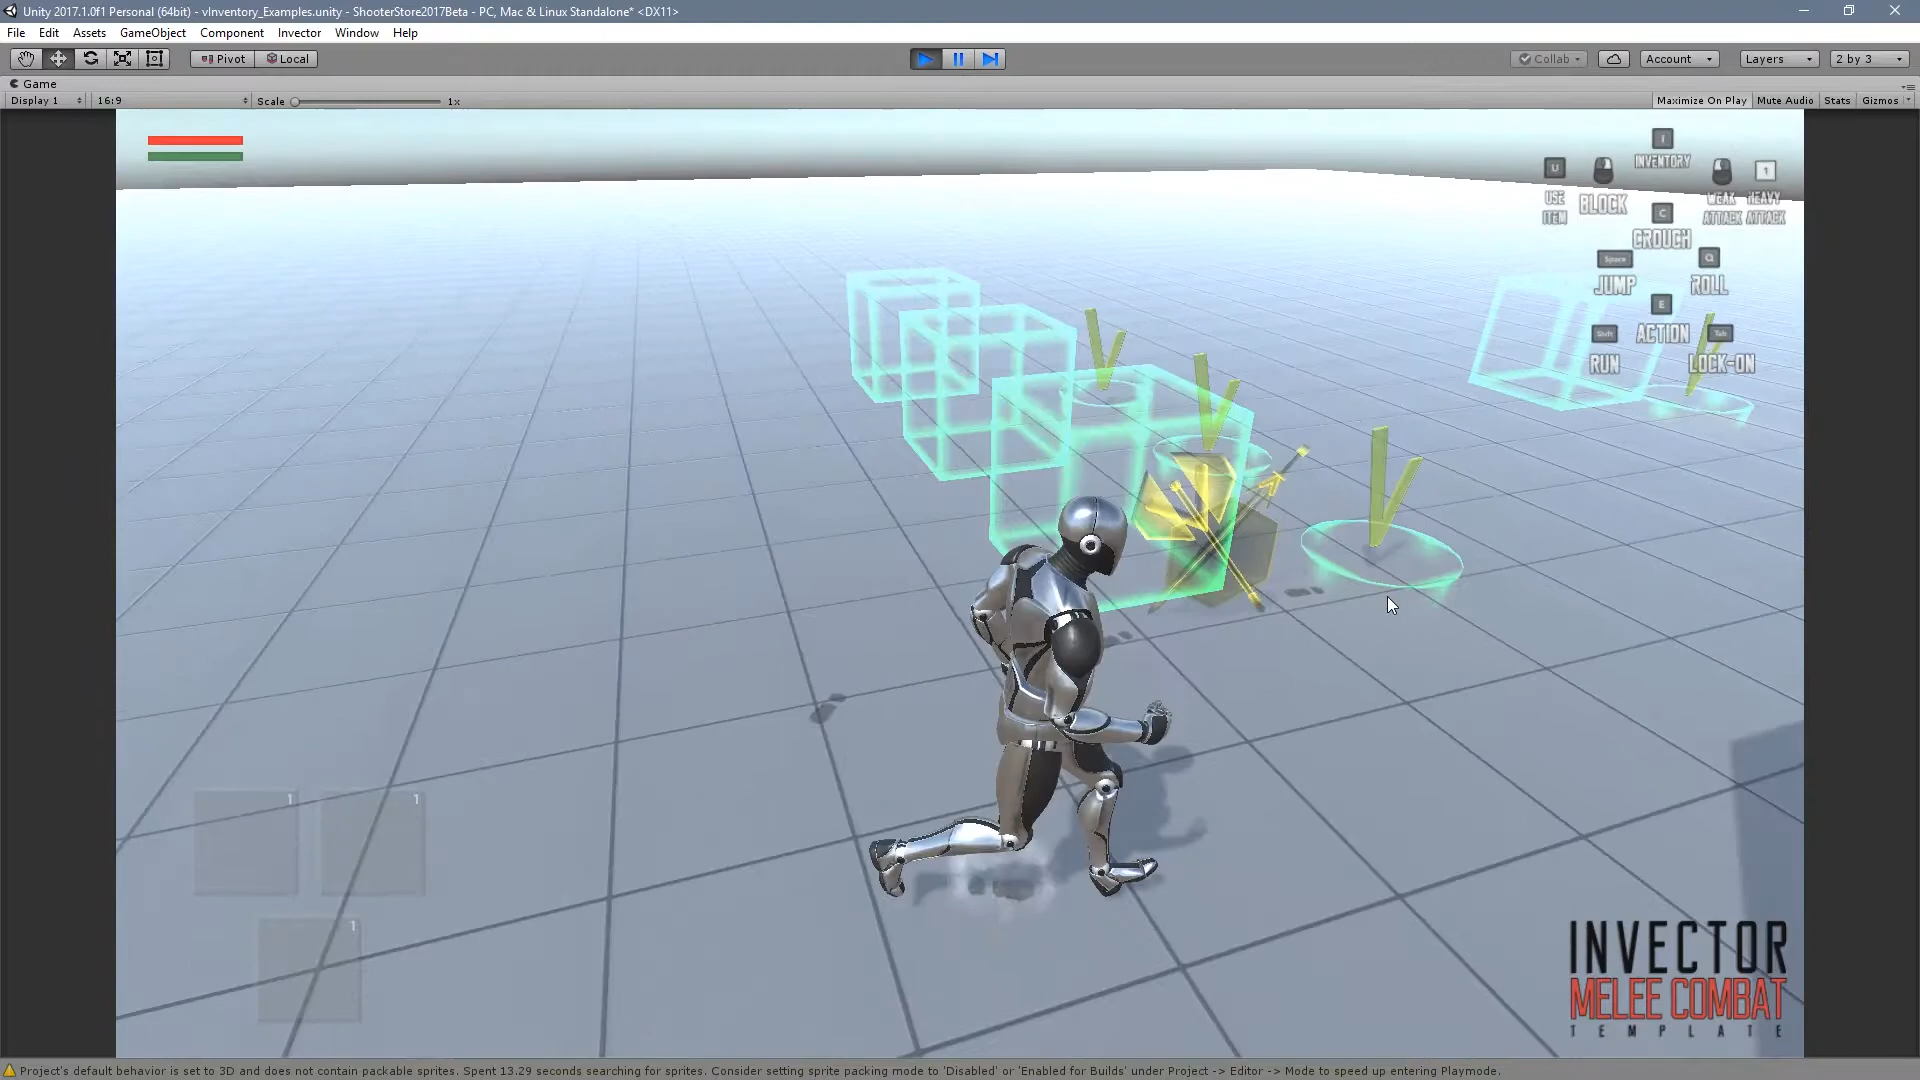 Unity 2017.1.0f1 Personal (64bit) - vInventory_Examples.unity - ShooterStore2017Beta - PC, Mac & Linux Standalone* <DX11>
File Edit Assets GameObject Component Invector Window Help
Pivot Local Collab Account Layers 2 by 3
Game
Display 1 16:9 Scale 1x Maximize On Play Mute Audio Stats Gizmos
I
INVENTORY
U 1
USE ITEM BLOCK WEAK ATTACK HEAVY ATTACK
C
CROUCH
Space Q
JUMP ROLL
E
ACTION
Shift Tab
RUN LOCK-ON
1 1
1
INVECTOR
MELEE COMBAT
TEMPLATE
Project's default behavior is set to 3D and does not contain packable sprites. Spent 13.29 seconds searching for sprites. Consider setting sprite packing mode to 'Disabled' or 'Enabled for Builds' under Project -> Editor -> Mode to speed up entering Playmode.